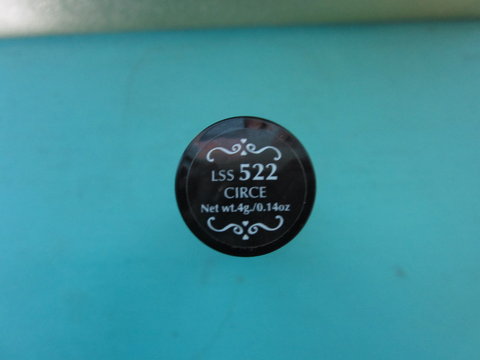 LSS 522
CIRCE
Net wt.4g./0.14oz